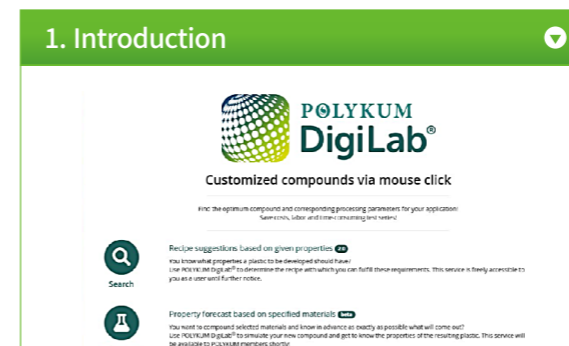 1. Introduction
POLYKUM
DigiLab®
Customized compounds via mouse click
Find the optimum compound and corresponding processing parameters for your application!
Save costs, labor and time-consuming test series!
Recipe suggestions based on given properties 2.0
You know what properties a plastic to be developed should have?
Use POLYKUM DigiLab® to determine the recipe with which you can fulfill these requirements. This service is freely accessible to
you as a user until further notice.
Search
Property forecast based on specified materials beta
You want to compound selected materials and know in advance as exactly as possible what will come out?
Use POLYKUM DigiLab® to simulate your new compound and get to know the properties of the resulting plastic. This service will
be available to POLYKUM members shortly